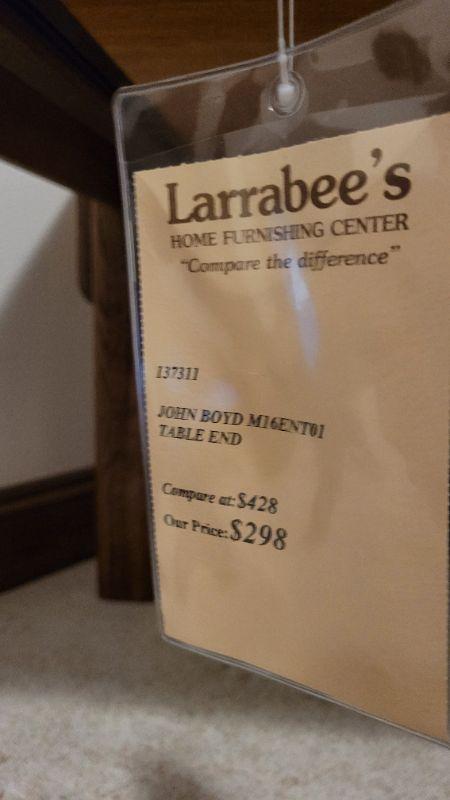 Larrabee's
HOME FURNISHING CENTER
"Compare the difference"
137311
JOHN BOYD M16ENT01
TABLE END
Compare at: $428
Our Price: $298